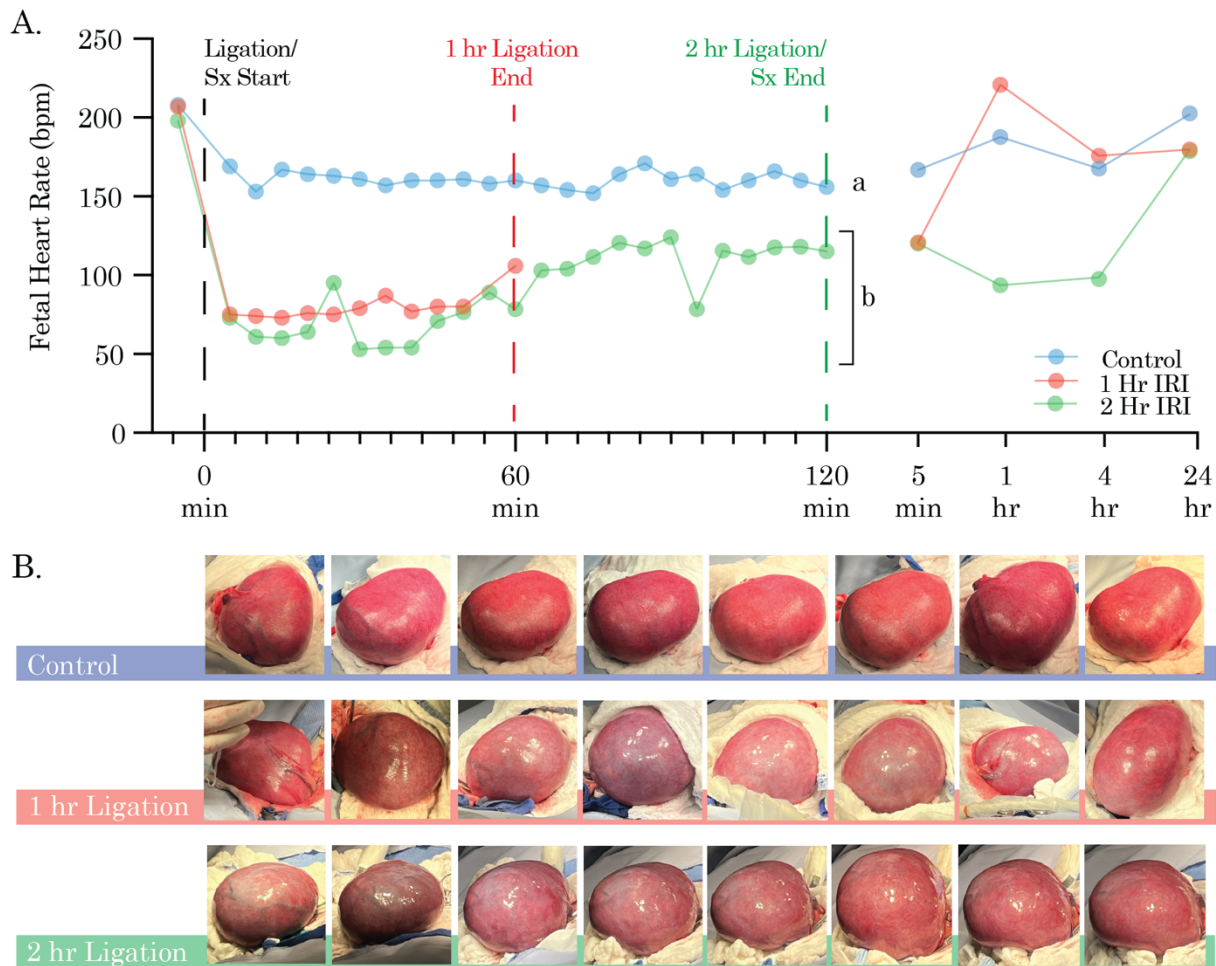 A.
Ligation/
Sx Start
1 hr Ligation
End
2 hr Ligation/
Sx End
Fetal Heart Rate (bpm)
250
200
150
100
50
0
a
b
Control
1 Hr IRI
2 Hr IRI
0
min
60
min
120
min
5
min
1
hr
4
hr
24
hr
B.
Control
1 hr Ligation
2 hr Ligation